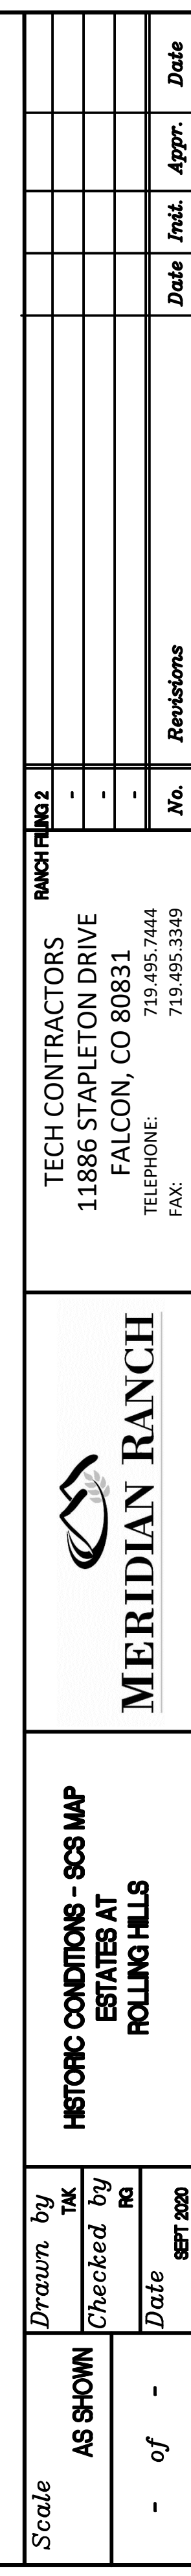 Scale
AS SHOWN
- of -
Drawn by
TAK
Checked by
RG
Date
SEPT 2020
HISTORIC CONDITIONS - SCS MAP
ESTATES AT
ROLLING HILLS
MERIDIAN RANCH
TECH CONTRACTORS
11886 STAPLETON DRIVE
FALCON, CO 80831
TELEPHONE: 719.495.7444
FAX: 719.495.3349
RANCH FILING 2
-
-
-
No. Revisions Date Init. Appr. Date